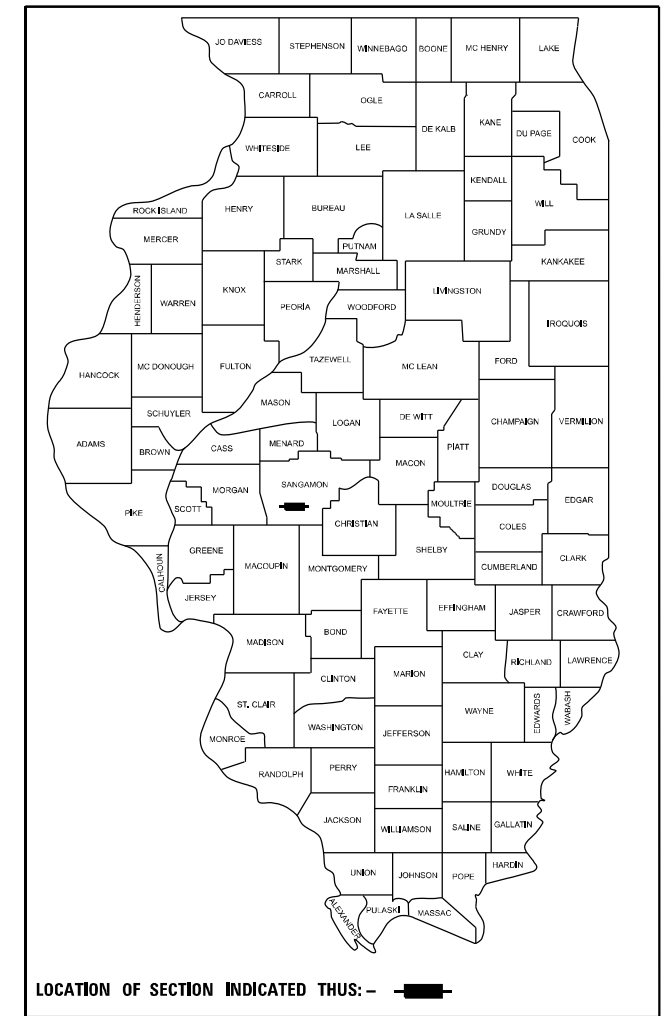 JO DAVIESS STEPHENSON WINNEBAGO BOONE MC HENRY LAKE
CARROLL OGLE DE KALB KANE DU PAGE COOK
WHITESIDE LEE
KENDALL WILL
ROCK ISLAND HENRY BUREAU LA SALLE GRUNDY
MERCER PUTNAM
STARK MARSHALL KANKAKEE
HENDERSON WARREN KNOX PEORIA WOODFORD LIVINGSTON IROQUOIS
HANCOCK MC DONOUGH FULTON TAZEWELL MC LEAN FORD
MASON
SCHUYLER LOGAN DE WITT CHAMPAIGN VERMILION
ADAMS BROWN CASS MENARD MACON PIATT
PIKE SCOTT MORGAN SANGAMON MOULTRIE DOUGLAS EDGAR
CHRISTIAN COLES
CALHOUN GREENE MACOUPIN MONTGOMERY SHELBY CUMBERLAND CLARK
JERSEY FAYETTE EFFINGHAM JASPER CRAWFORD
MADISON BOND
CLAY RICHLAND LAWRENCE
CLINTON MARION
ST. CLAIR WAYNE EDWARDS WABASH
MONROE WASHINGTON JEFFERSON
RANDOLPH PERRY HAMILTON WHITE
FRANKLIN
JACKSON WILLIAMSON SALINE GALLATIN
UNION JOHNSON POPE HARDIN
ALEXANDER PULASKI MASSAC
LOCATION OF SECTION INDICATED THUS: –